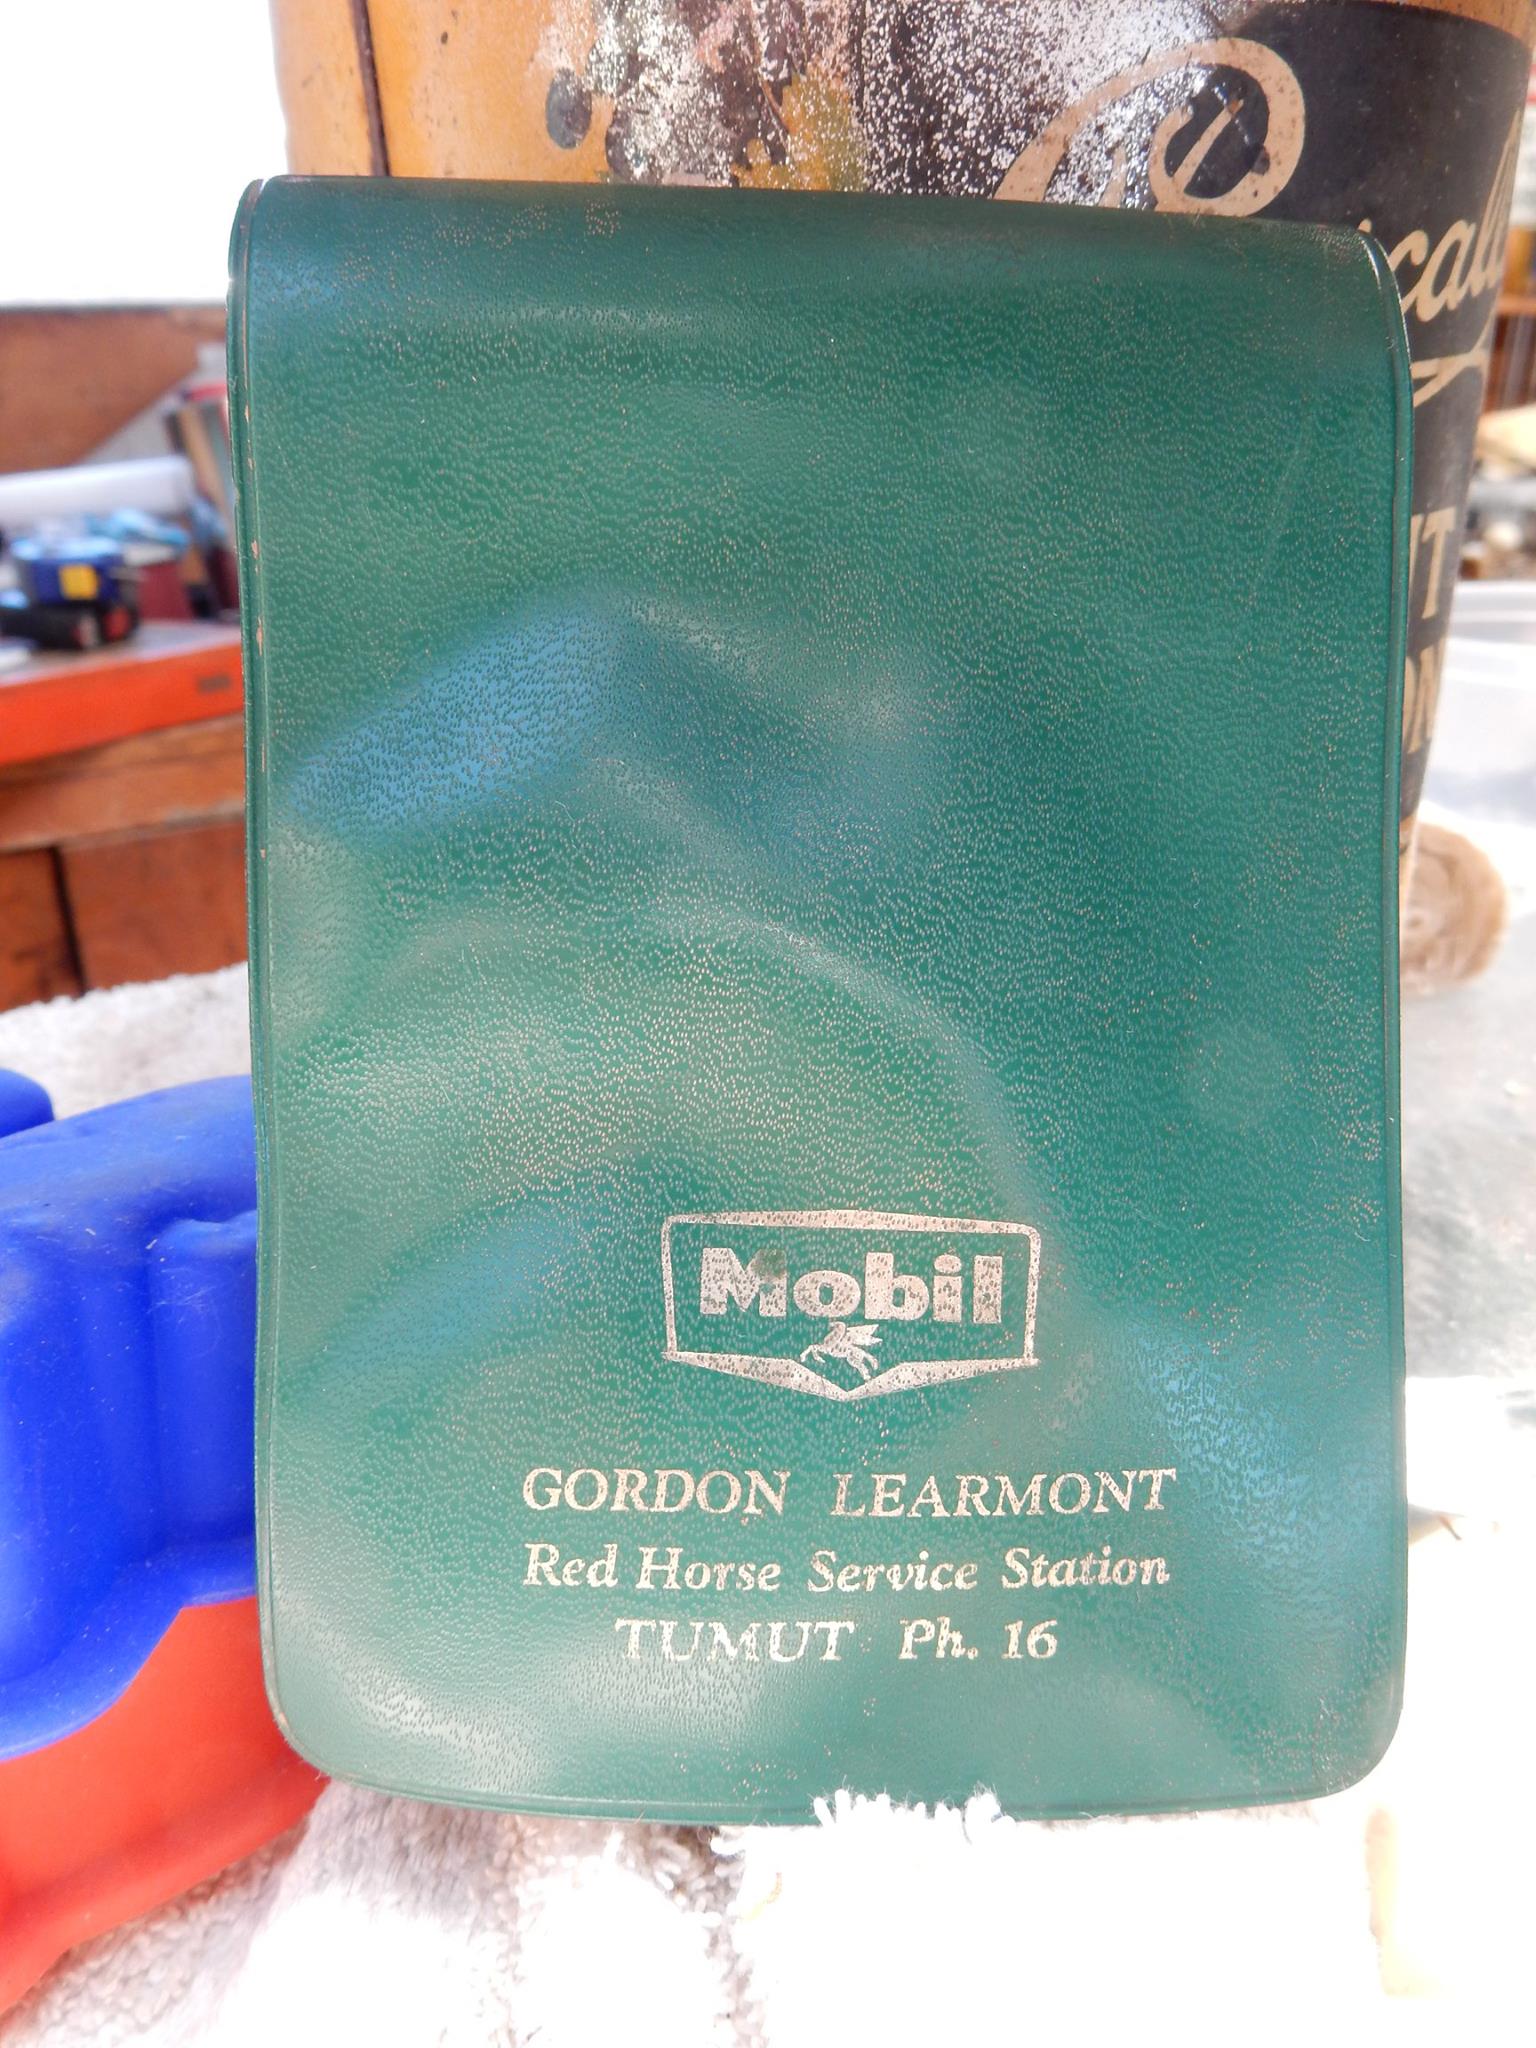 Mobil
GORDON LEARMONT
Red Horse Service Station
TUMUT Ph. 16